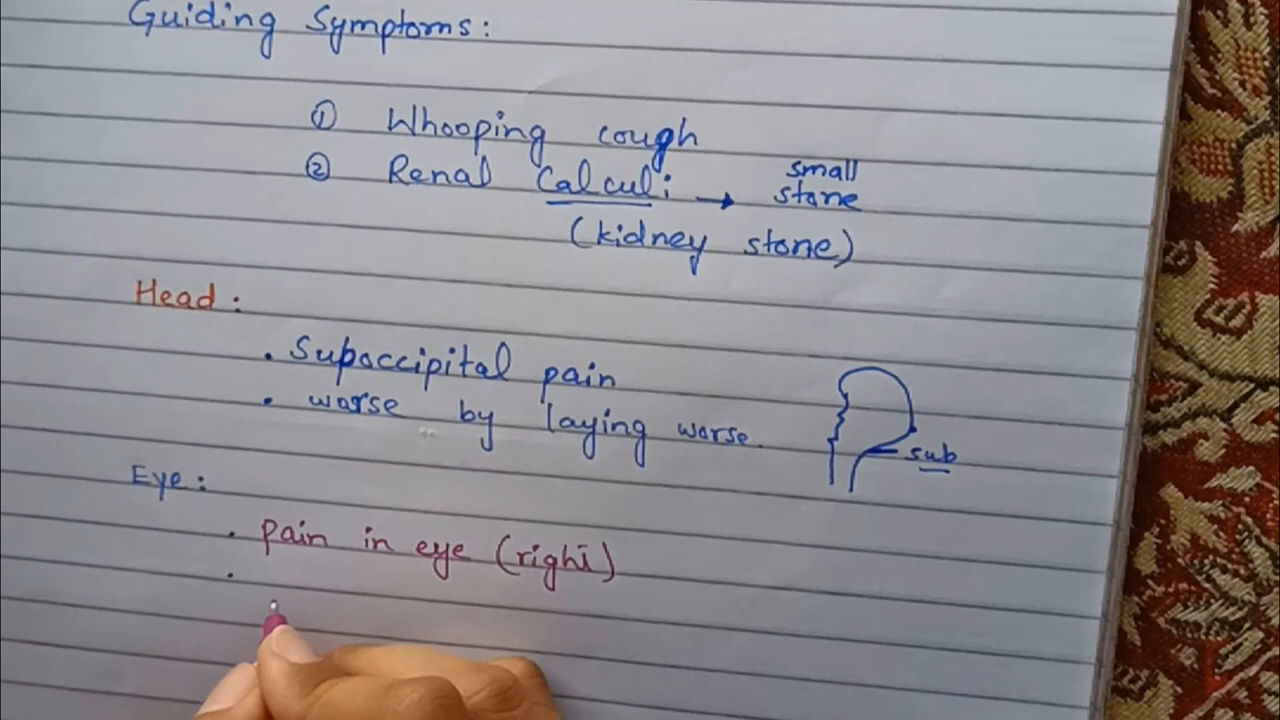 Guiding Symptoms:
① Whooping cough
② Renal Calculi → small stone
(kidney stone)
Head:
• Suboccipital pain
• worse by laying worse.
sub
Eye:
• pain in eye (right)
•